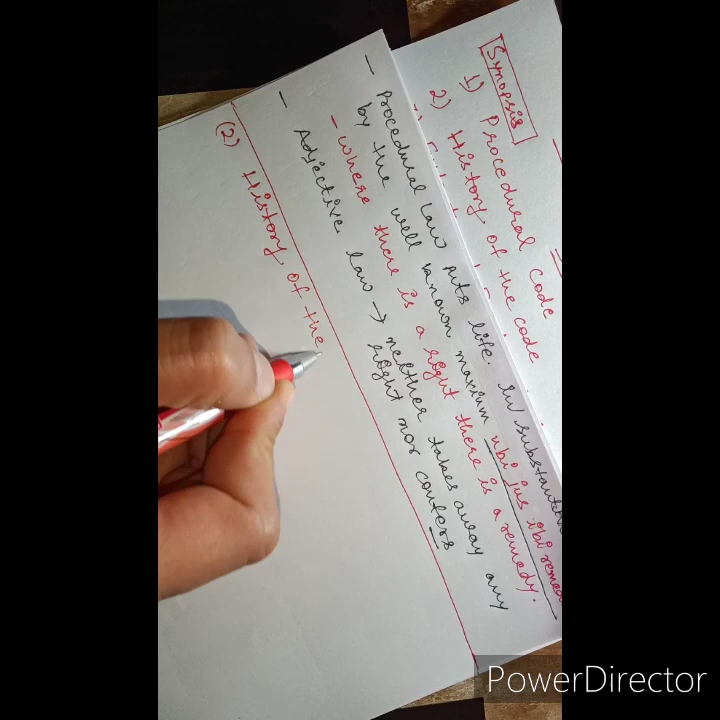 Synopsis
1) Procedural code
2) History of the code
- Procedural law puts life in substantive
by the well known maxium ubi jus ibi remed
- where there is a right there is a remedy.
- Adjective law → neither takes away any
right nor confers
(2) History of the
PowerDirector